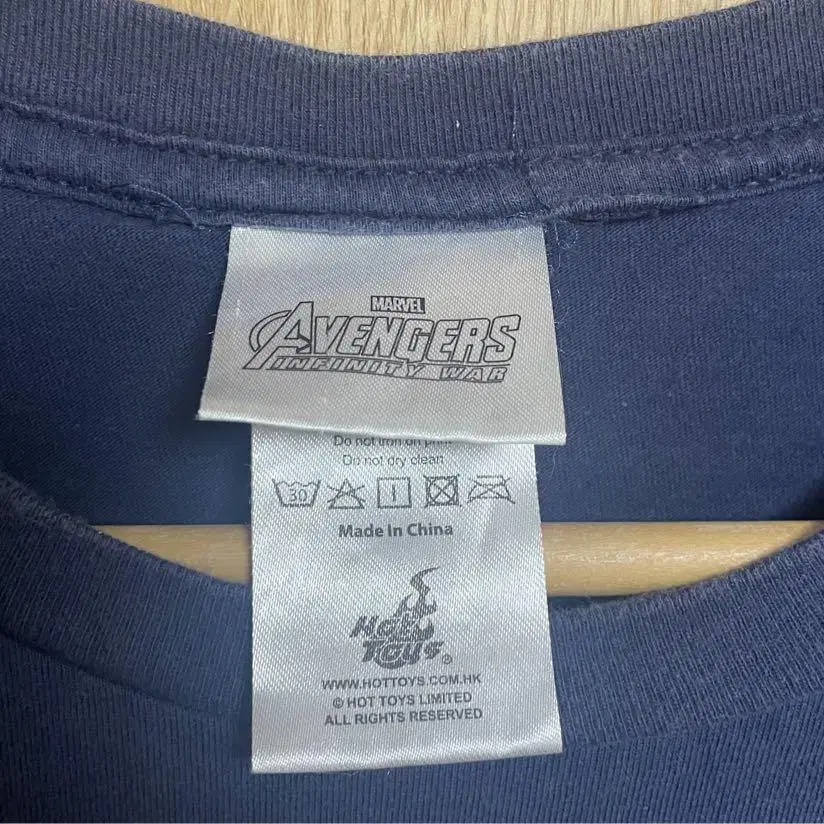 MARVEL
AVENGERS
INFINITY WAR
Do not iron on print
Do not dry clean
30
Made In China
Hot
Toys®
WWW.HOTTOYS.COM.HK
© HOT TOYS LIMITED
ALL RIGHTS RESERVED